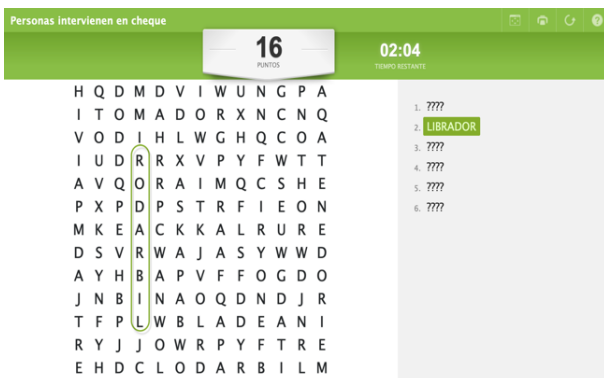 Personas intervienen en cheque
16
PUNTOS
02:04
TIEMPO RESTANTE
H Q D M D V I W U N G P A
I T O M A D O R X N C N Q
V O D I H L W G H Q C O A
I U D R R X V P Y F W T T
A V Q O R A I M Q C S H E
P X P D P S T R F I E O N
M K E A C K K A L R U R E
D S V R W A J A S Y W W D
A Y H B A P V F F O G D O
J N B I N A O Q D N D J R
T F P L W B L A D E A N I
R Y J J O W R P Y F T R E
E H D C L O D A R B I L M
1. ????
2. LIBRADOR
3. ????
4. ????
5. ????
6. ????